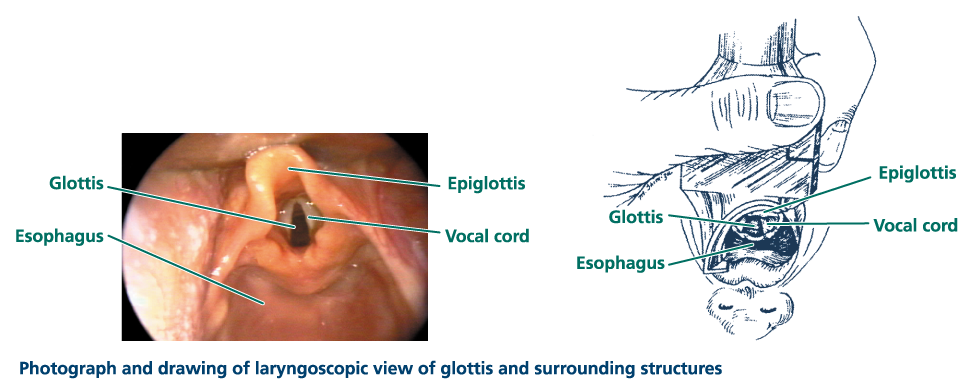 Glottis
Epiglottis
Esophagus
Vocal cord
Epiglottis
Glottis
Vocal cord
Esophagus
Photograph and drawing of laryngoscopic view of glottis and surrounding structures